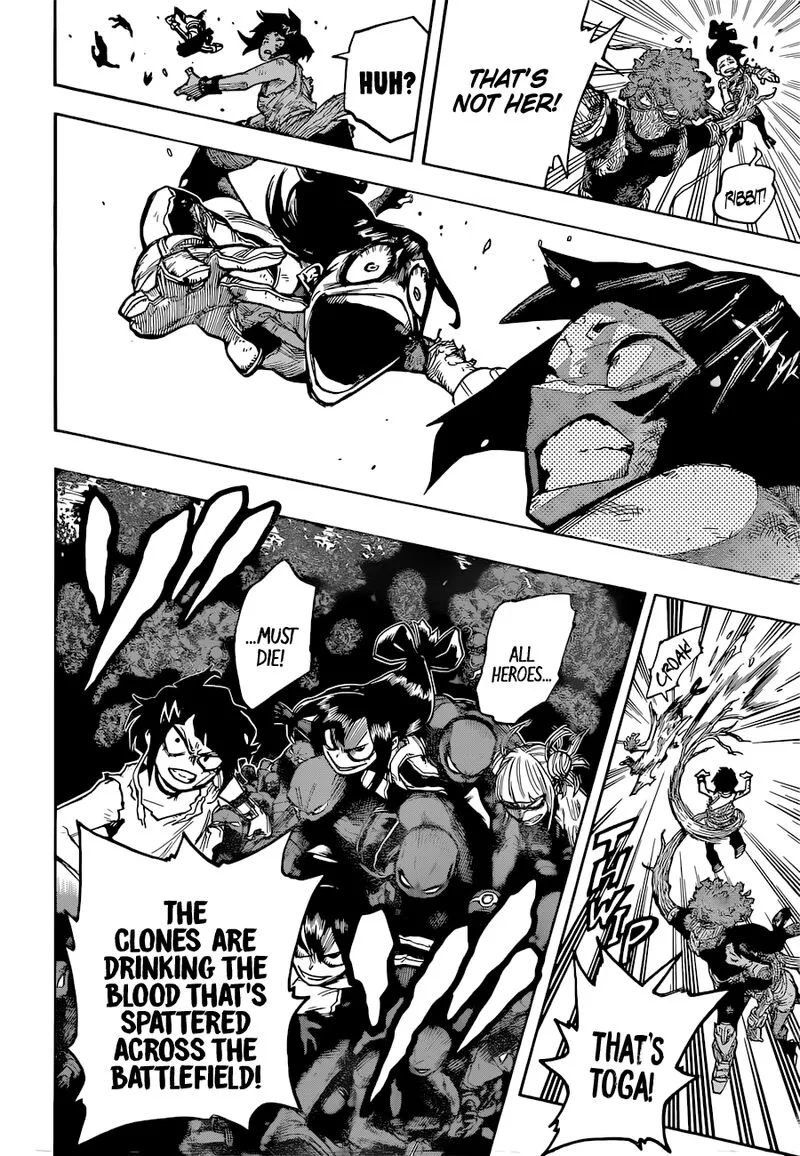 THAT'S
NOT HER!
RIBBIT!
HUH?
CROAK!
THWIP
THAT'S
TOGA!
ALL
HEROES...
...MUST
DIE!
THE
CLONES ARE
DRINKING THE
BLOOD THAT'S
SPATTERED
ACROSS THE
BATTLEFIELD!